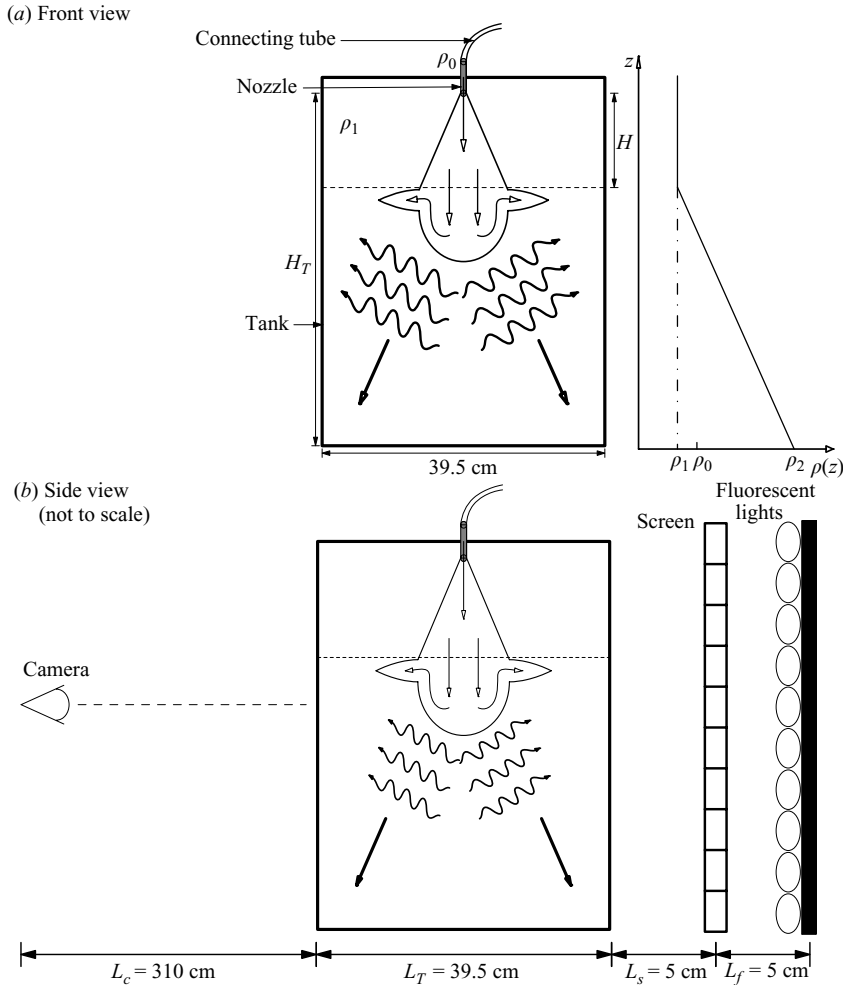 (a) Front view
Connecting tube
ρ₀
Nozzle
ρ₁
z
H
H_T
Tank
39.5 cm
ρ₁ ρ₀ ρ₂ ρ(z)
(b) Side view
(not to scale)
Fluorescent
lights
Screen
Camera
L_c = 310 cm
L_T = 39.5 cm
L_s = 5 cm
L_f = 5 cm